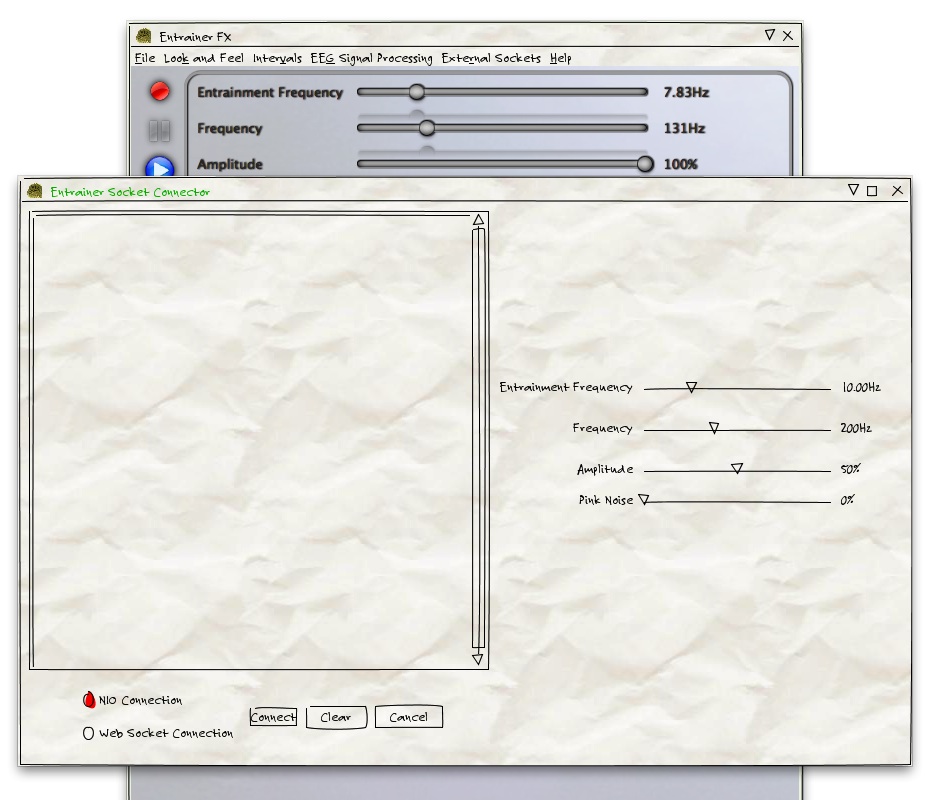 Entrainer FX
File Look and Feel Intervals EEG Signal Processing External Sockets Help
Entrainment Frequency 7.83Hz
Frequency 131Hz
Amplitude 100%
Entrainer Socket Connector
Entrainment Frequency 10.00Hz
Frequency 200Hz
Amplitude 50%
Pink Noise 0%
NIO Connection
Connect Clear Cancel
Web Socket Connection